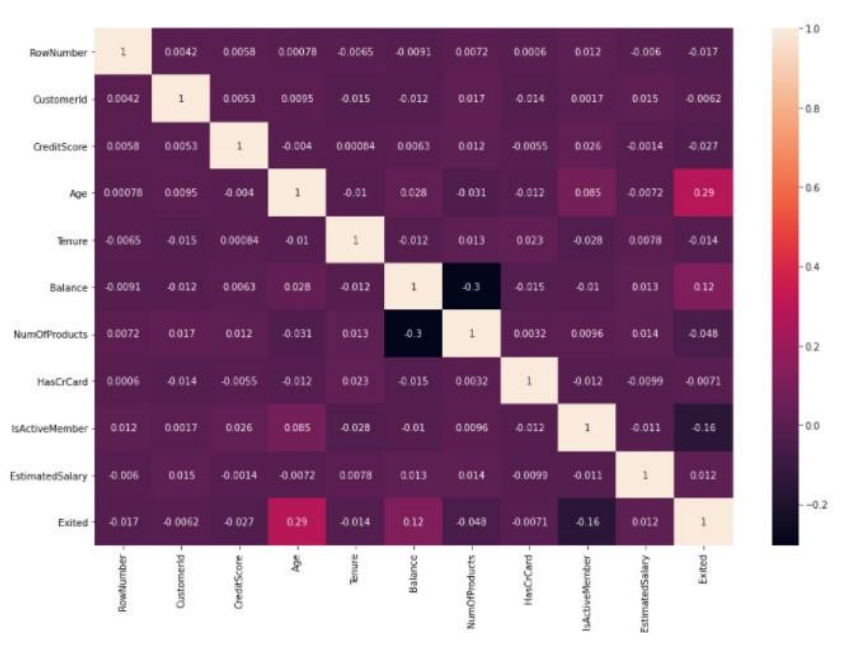 RowNumber 1 0.0042 0.0058 0.00078 -0.0065 -0.0091 0.0072 0.0006 0.012 -0.006 -0.017
CustomerId 0.0042 1 0.0053 0.0095 -0.015 -0.012 0.017 -0.014 0.0017 0.015 -0.0062
CreditScore 0.0058 0.0053 1 -0.004 0.00084 0.0063 0.012 -0.0055 0.026 -0.0014 -0.027
Age 0.00078 0.0095 -0.004 1 -0.01 0.028 -0.031 -0.012 0.085 -0.0072 0.29
Tenure -0.0065 -0.015 0.00084 -0.01 1 -0.012 0.013 0.023 -0.028 0.0078 -0.014
Balance -0.0091 -0.012 0.0063 0.028 -0.012 1 -0.3 -0.015 -0.01 0.013 0.12
NumOfProducts 0.0072 0.017 0.012 -0.031 0.013 -0.3 1 0.0032 0.0096 0.014 -0.048
HasCrCard 0.0006 -0.014 -0.0055 -0.012 0.023 -0.015 0.0032 1 -0.012 -0.0099 -0.0071
IsActiveMember 0.012 0.0017 0.026 0.085 -0.028 -0.01 0.0096 -0.012 1 -0.011 -0.16
EstimatedSalary -0.006 0.015 -0.0014 -0.0072 0.0078 0.013 0.014 -0.0099 -0.011 1 0.012
Exited -0.017 -0.0062 -0.027 0.29 -0.014 0.12 -0.048 -0.0071 -0.16 0.012 1
RowNumber
CustomerId
CreditScore
Age
Tenure
Balance
NumOfProducts
HasCrCard
IsActiveMember
EstimatedSalary
Exited
1.0
0.8
0.6
0.4
0.2
0.0
-0.2